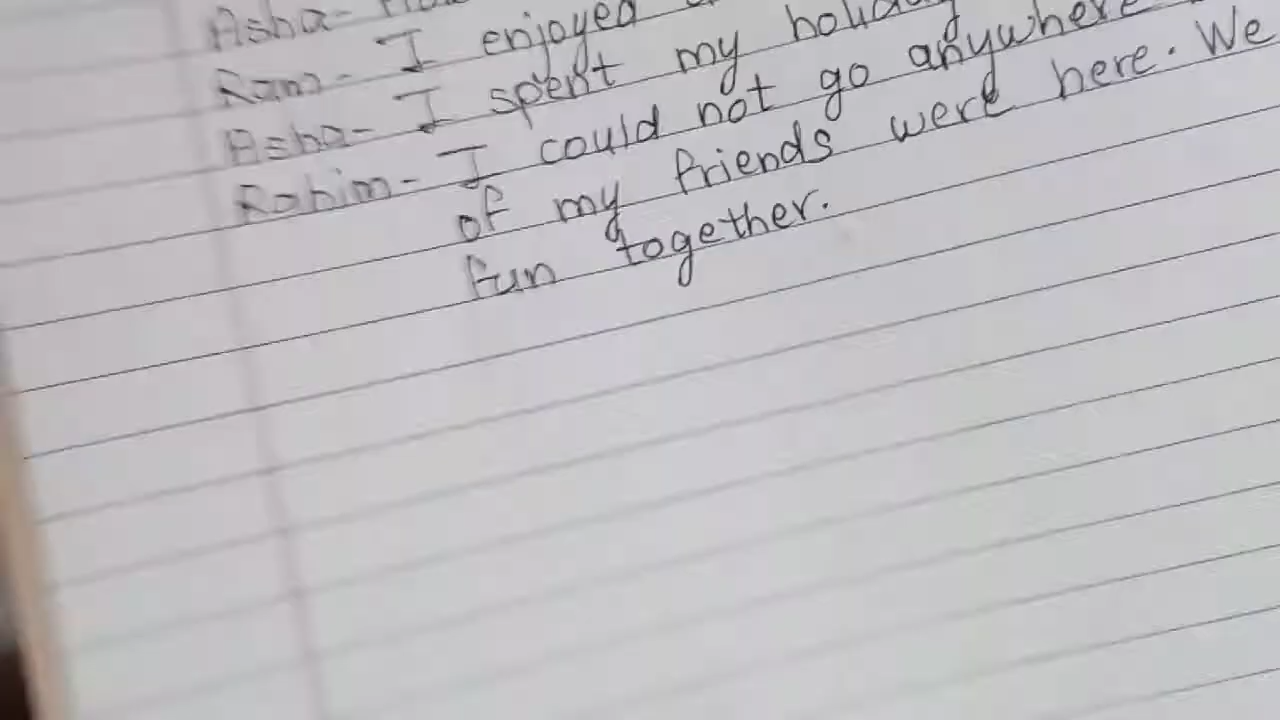 Asha-
Ram- I enjoyed
Asha- I spent my
Rahim- I could not go anywhere
of my friends were here. We
fun together.